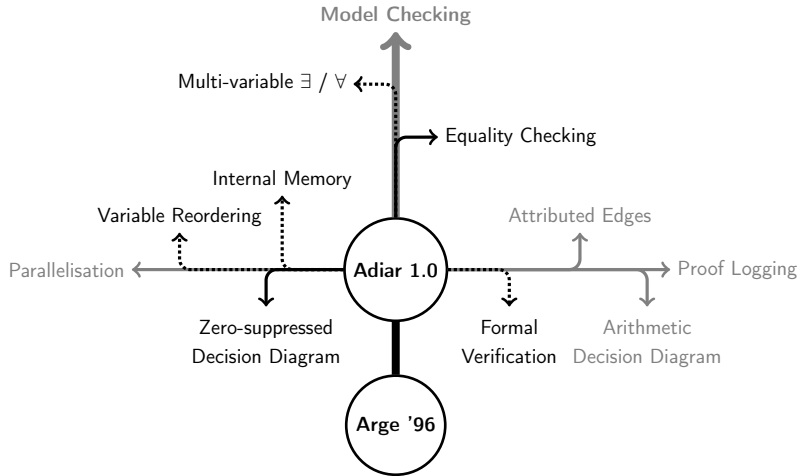 Model Checking
Multi-variable ∃ / ∀
Equality Checking
Internal Memory
Variable Reordering
Attributed Edges
Parallelisation
Adiar 1.0
Proof Logging
Zero-suppressed
Decision Diagram
Formal
Verification
Arithmetic
Decision Diagram
Arge '96